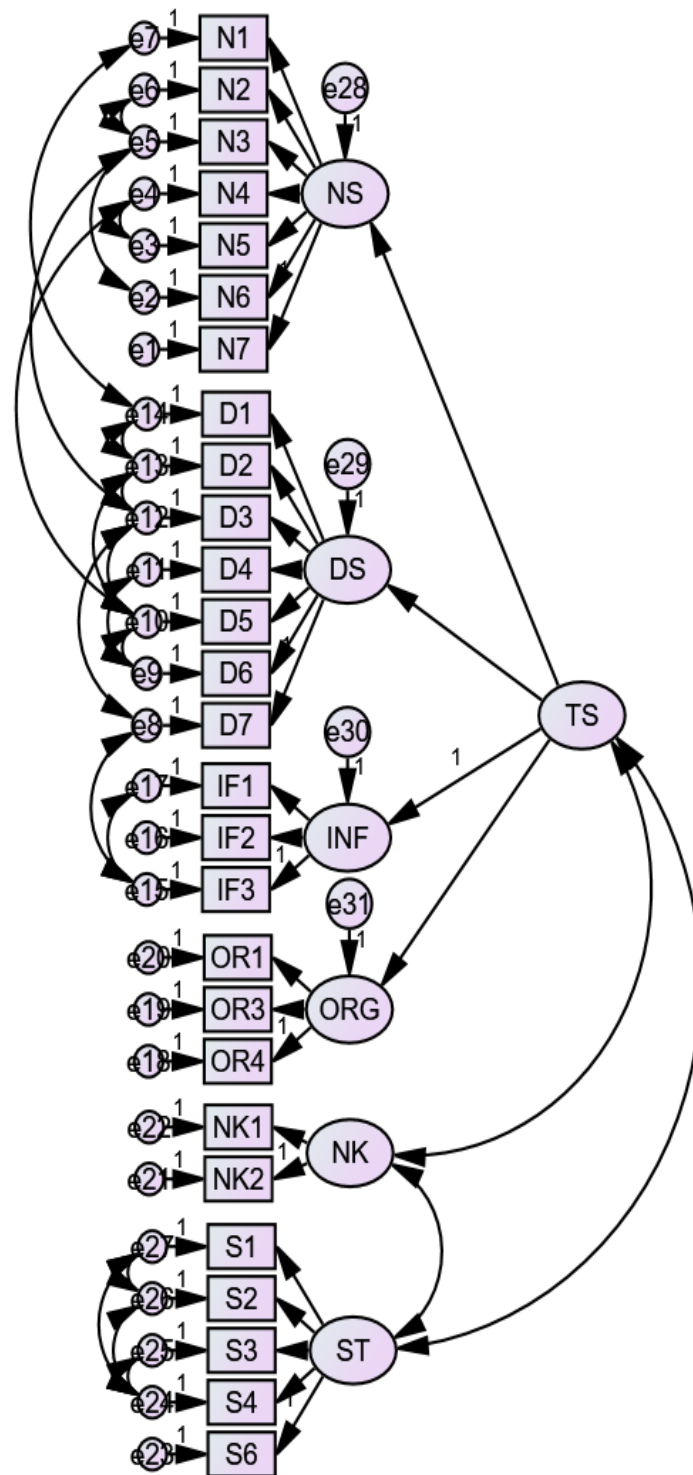 e7 1 N1
e6 1 N2 e28
e5 1 N3 1
e4 1 N4 NS
e3 1 N5
e2 1 N6 1
e1 1 N7
e14 1 D1
e13 1 D2 e29
e12 1 D3 1
e11 1 D4 DS
e10 1 D5
e9 1 D6 1
e8 1 D7 TS
e30
e17 1 IF1 1 1
e16 1 IF2 INF
e15 1 IF3 1
e31
e20 1 OR1 1
e19 1 OR3 ORG
e18 1 OR4 1
e22 1 NK1
NK
e21 1 NK2 1
e27 1 S1
e26 1 S2
e25 1 S3 ST
e24 1 S4
e23 1 S6 1